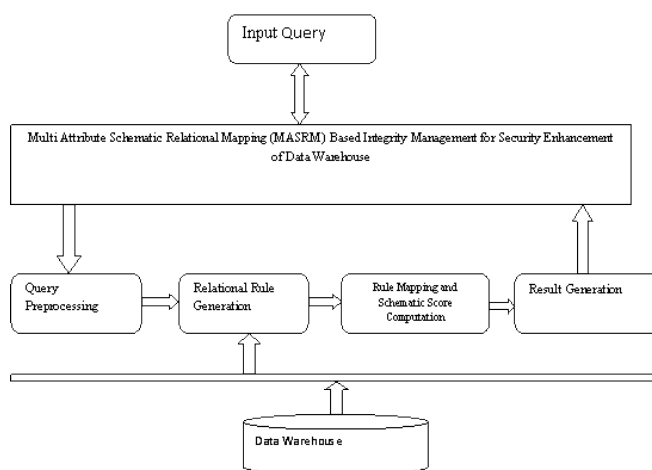 Input Query
Multi Attribute Schematic Relational Mapping (MASRM) Based Integrity Management for Security Enhancement
of Data Warehouse
Query
Preprocessing
Relational Rule
Generation
Rule Mapping and
Schematic Score
Computation
Result Generation
Data Warehouse